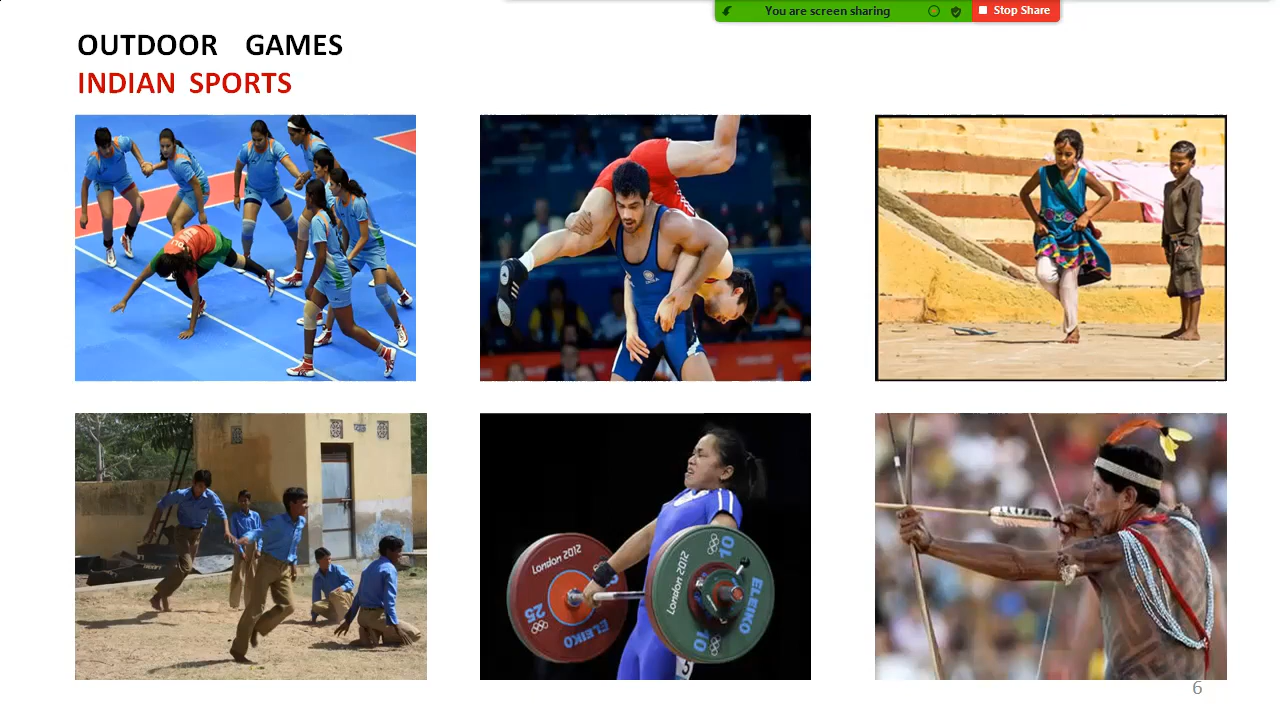 You are screen sharing
Stop Share
OUTDOOR GAMES
INDIAN SPORTS
London 2012
25
ELEIKO
London 2012
10
ELEIKO
10
5
6